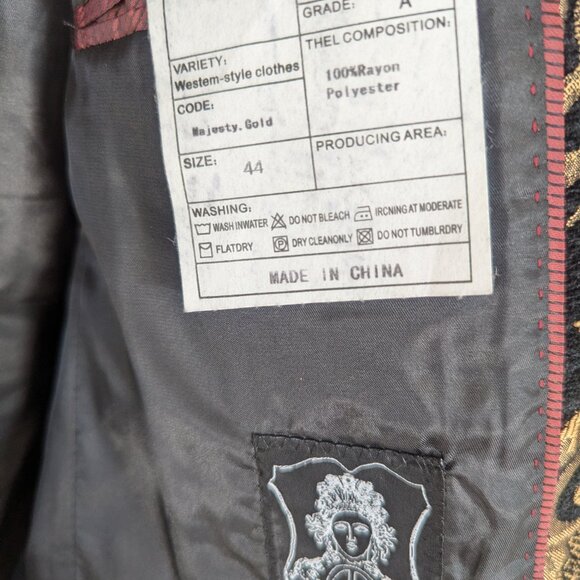 GRADE: A
VARIETY:
Westem-style clothes
THEL COMPOSITION:
100%Rayon
Polyester
CODE:
Majesty.Gold
SIZE: 44
PRODUCING AREA:
WASHING:
WASH INWATER DO NOT BLEACH IRCNING AT MODERATE
FLATDRY DRY CLEANONLY DO NOT TUMBLRDRY
MADE IN CHINA